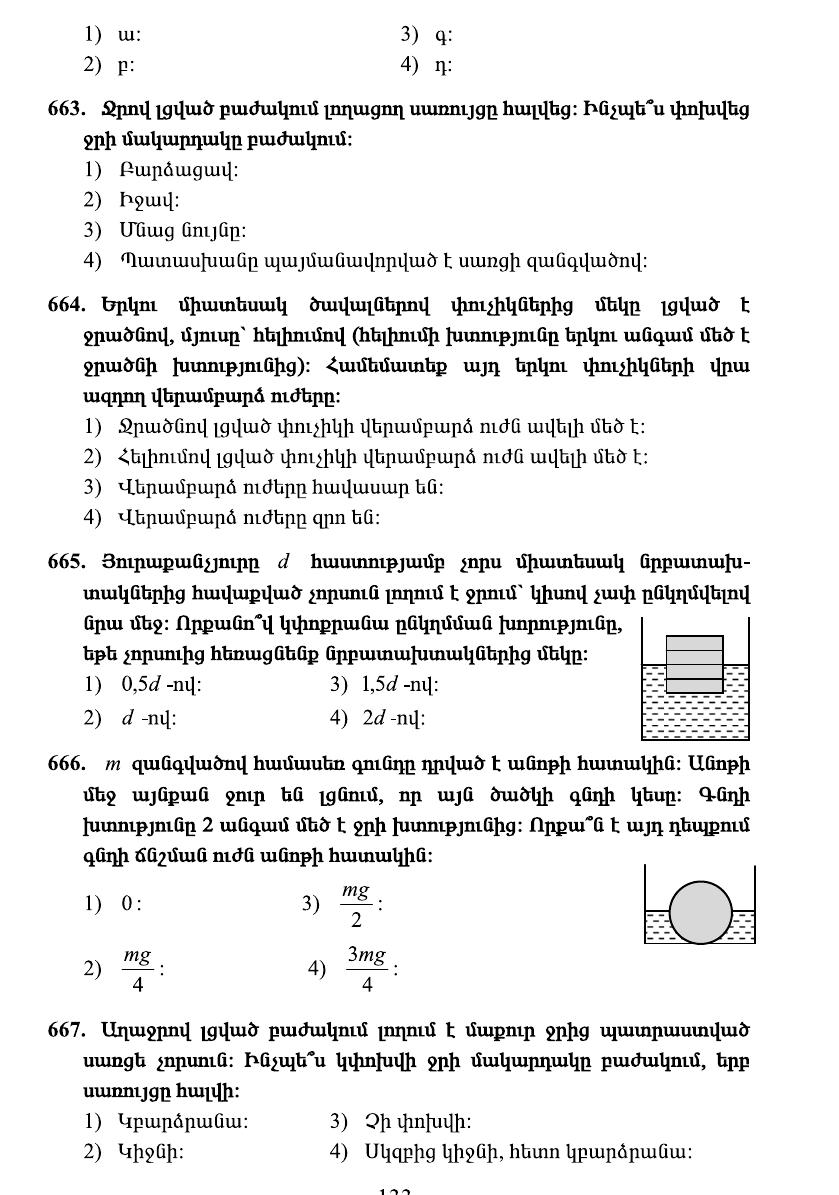 1) ա:
3) գ:
2) բ:
4) դ:
663. Ջրով լցված բաժակում լողացող սառույցը հալվեց: Ինչպե՞ս փոխվեց
ջրի մակարդակը բաժակում:
1) Բարձացավ:
2) Իջավ:
3) Մնաց նույնը:
4) Պատասխանը պայմանավորված է սառցի զանգվածով:
664. Երկու միատեսակ ծավալներով փուչիկներից մեկը լցված է
ջրածնով, մյուսը՝ հելիումով (հելիումի խտությունը երկու անգամ մեծ է
ջրածնի խտությունից): Համեմատեք այդ երկու փուչիկների վրա
ազդող վերամբարձ ուժերը:
1) Ջրածնով լցված փուչիկի վերամբարձ ուժն ավելի մեծ է:
2) Հելիումով լցված փուչիկի վերամբարձ ուժն ավելի մեծ է:
3) Վերամբարձ ուժերը հավասար են:
4) Վերամբարձ ուժերը զրո են:
665. Յուրաքանչյուրը d հաստությամբ չորս միատեսակ նրբատախ-
տակներից հավաքված չորսուն լողում է ջրում՝ կիսով չափ ընկղմվելով
նրա մեջ: Որքանո՞վ կփոքրանա ընկղմման խորությունը,
եթե չորսուից հեռացնենք նրբատախտակներից մեկը:
1) 0,5d -ով:
3) 1,5d -ով:
2) d -ով:
4) 2d -ով:
666. m զանգվածով համասեռ գունդը դրված է անոթի հատակին: Անոթի
մեջ այնքան ջուր են լցնում, որ այն ծածկի գնդի կեսը: Գնդի
խտությունը 2 անգամ մեծ է ջրի խտությունից: Որքա՞ն է այդ դեպքում
գնդի ճնշման ուժն անոթի հատակին:
1) 0:
3) mg/2:
2) mg/4:
4) 3mg/4:
667. Աղաջրով լցված բաժակում լողում է մաքուր ջրից պատրաստված
սառցե չորսուն: Ինչպե՞ս կփոխվի ջրի մակարդակը բաժակում, երբ
սառույցը հալվի:
1) Կբարձրանա:
3) Չի փոխվի:
2) Կիջնի:
4) Սկզբից կիջնի, հետո կբարձրանա: